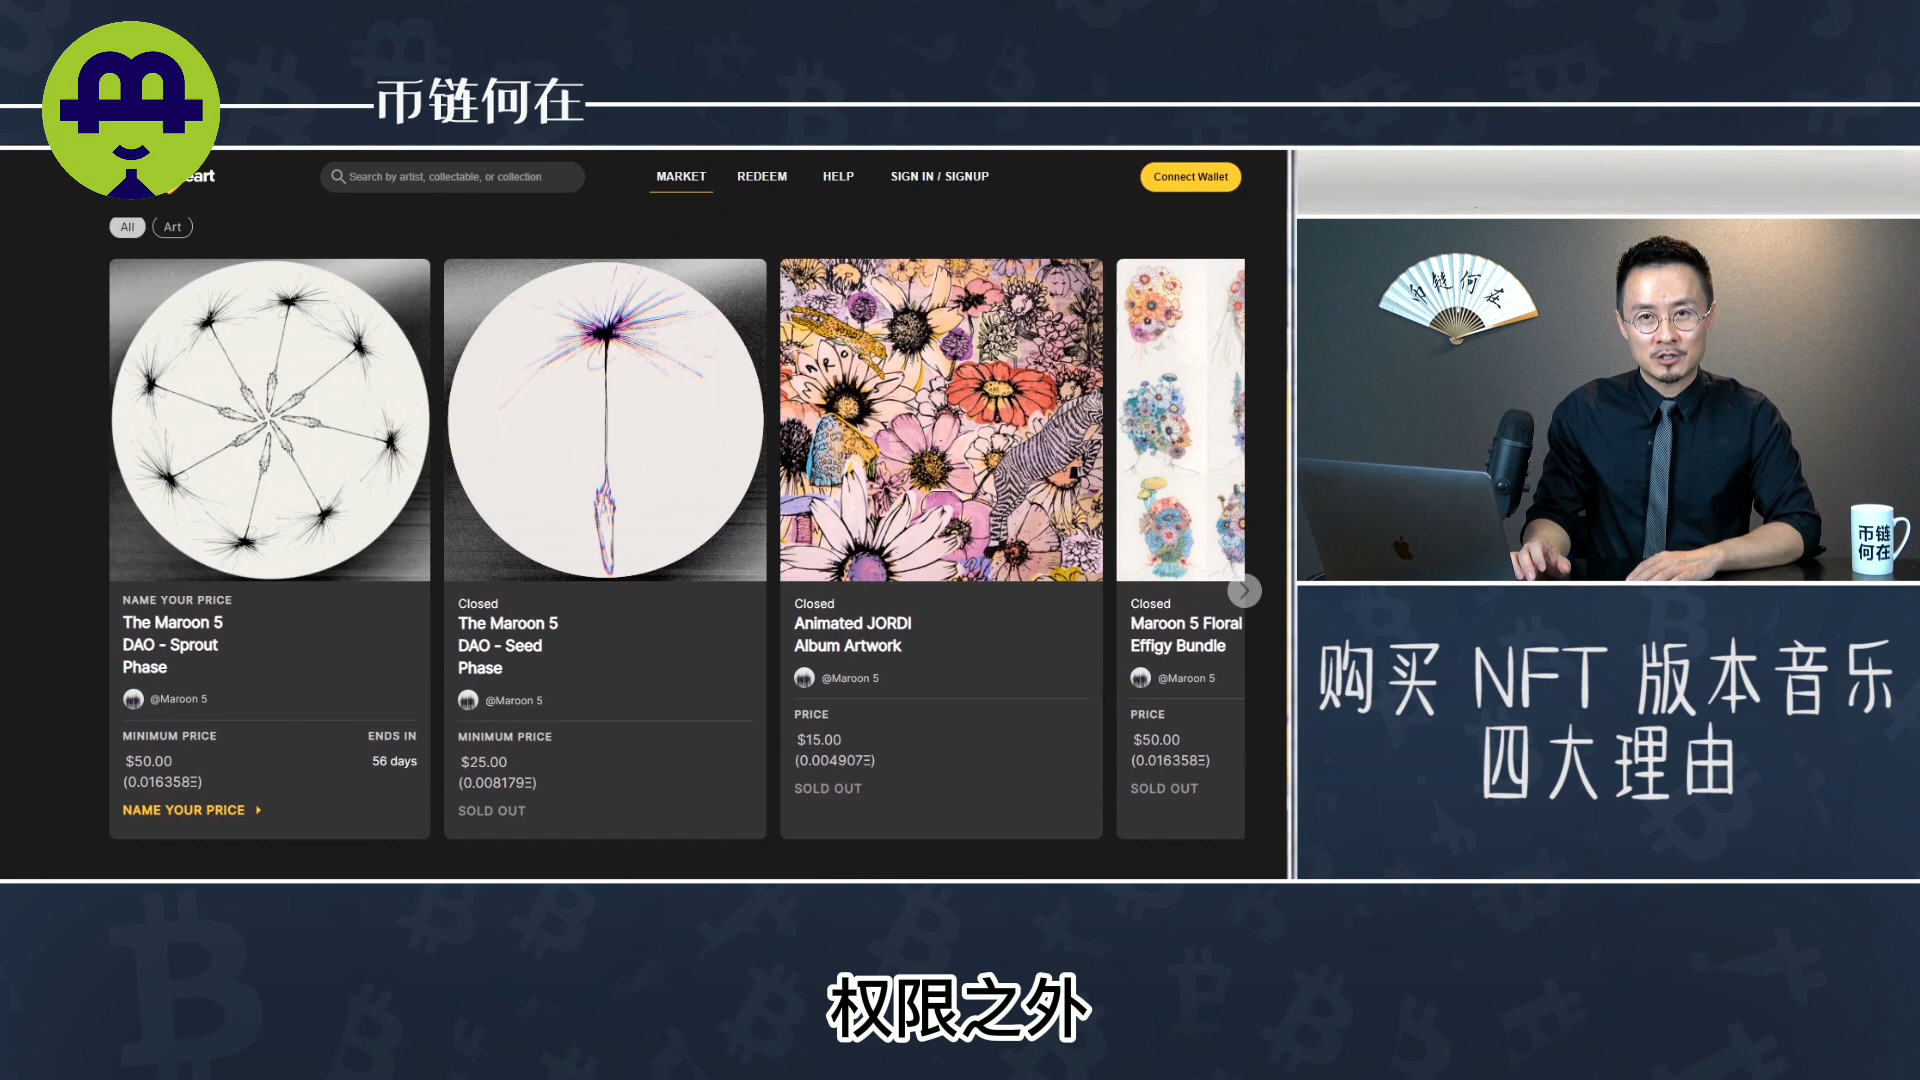 币链何在
eart
Search by artist, collectable, or collection
MARKET
REDEEM
HELP
SIGN IN / SIGNUP
Connect Wallet
All
Art
NAME YOUR PRICE
The Maroon 5
DAO - Sprout
Phase
@Maroon 5
MINIMUM PRICE
ENDS IN
$50.00
56 days
(0.016358Ξ)
NAME YOUR PRICE
Closed
The Maroon 5
DAO - Seed
Phase
@Maroon 5
MINIMUM PRICE
$25.00
(0.008179Ξ)
SOLD OUT
Closed
Animated JORDI
Album Artwork
@Maroon 5
PRICE
$15.00
(0.004907Ξ)
SOLD OUT
Closed
Maroon 5 Floral
Effigy Bundle
@Maroon 5
PRICE
$50.00
(0.016358Ξ)
SOLD OUT
币链何在
币链
何在
购买 NFT 版本音乐
四大理由
权限之外